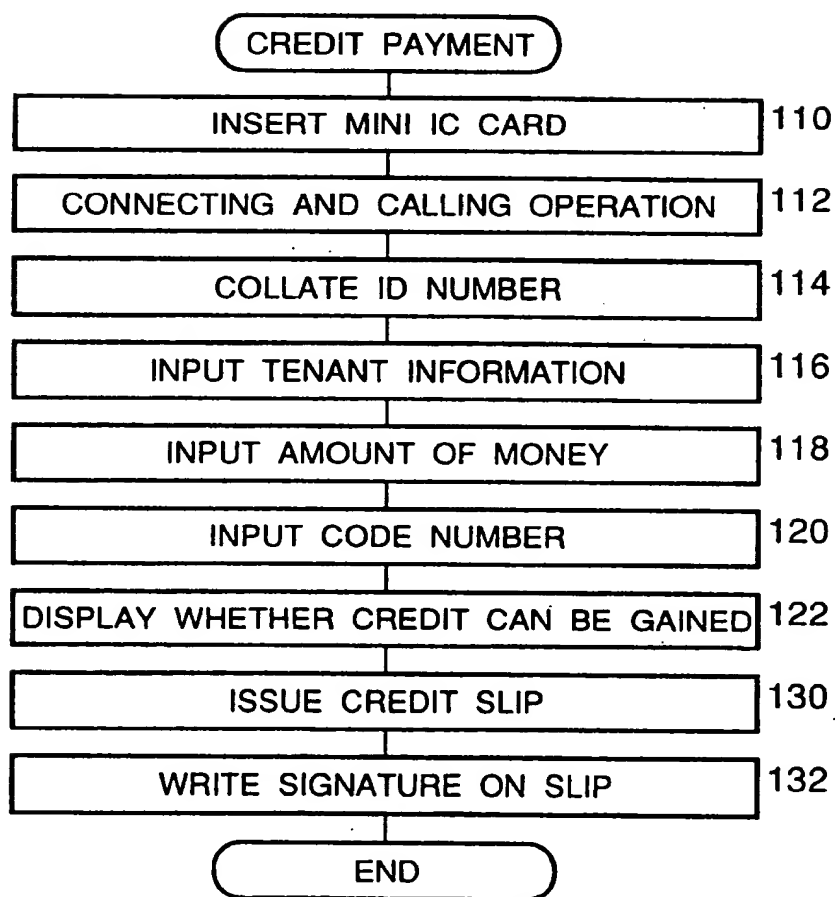 CREDIT PAYMENT
INSERT MINI IC CARD 110
CONNECTING AND CALLING OPERATION 112
COLLATE ID NUMBER 114
INPUT TENANT INFORMATION 116
INPUT AMOUNT OF MONEY 118
INPUT CODE NUMBER 120
DISPLAY WHETHER CREDIT CAN BE GAINED 122
ISSUE CREDIT SLIP 130
WRITE SIGNATURE ON SLIP 132
END